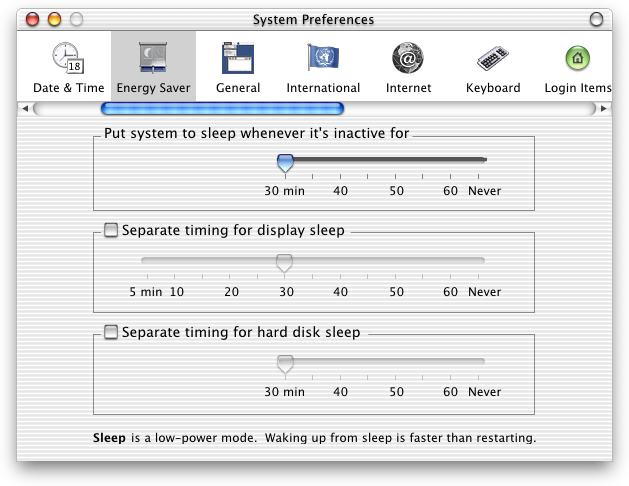 System Preferences
18
Date & Time Energy Saver General International Internet Keyboard Login Items
Put system to sleep whenever it's inactive for
30 min 40 50 60 Never
Separate timing for display sleep
5 min 10 20 30 40 50 60 Never
Separate timing for hard disk sleep
30 min 40 50 60 Never
Sleep is a low-power mode.  Waking up from sleep is faster than restarting.